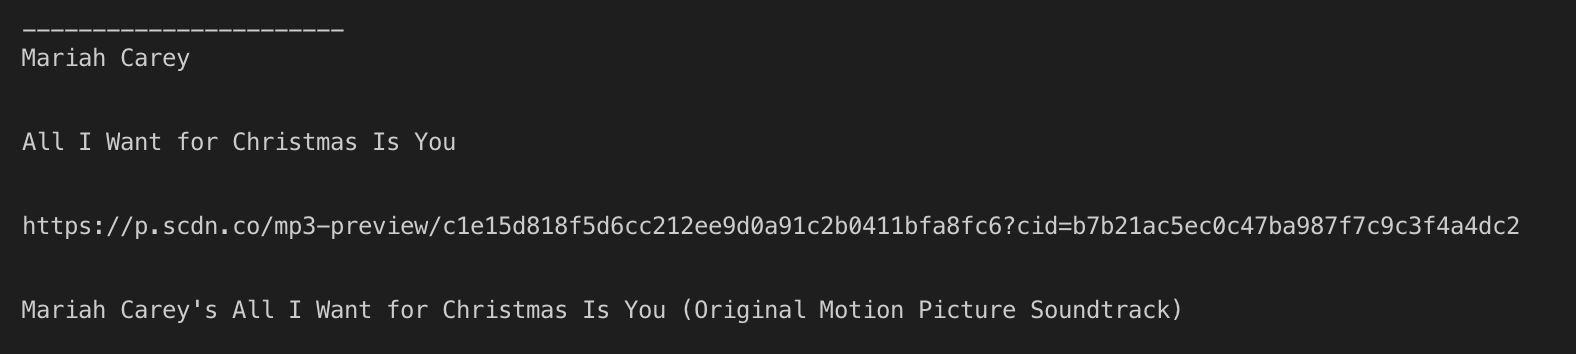 -----------------------
Mariah Carey
All I Want for Christmas Is You
https://p.scdn.co/mp3-preview/c1e15d818f5d6cc212ee9d0a91c2b0411bfa8fc6?cid=b7b21ac5ec0c47ba987f7c9c3f4a4dc2
Mariah Carey's All I Want for Christmas Is You (Original Motion Picture Soundtrack)